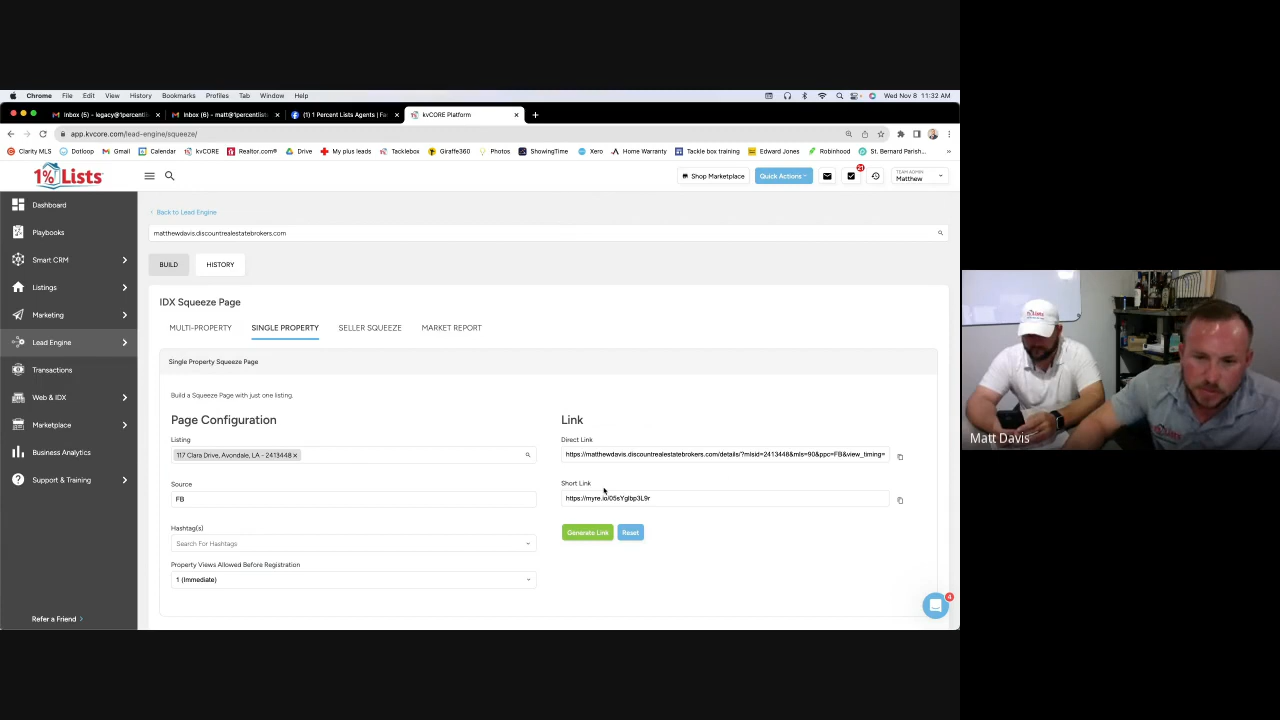 Chrome File Edit View History Bookmarks Profiles Tab Window Help Wed Nov 8 11:32 AM
Inbox (5) - legacy@1percentlis Inbox (6) - matt@1percentlists (1) 1 Percent Lists Agents | Fa kvCORE Platform
app.kvcore.com/lead-engine/squeeze/
Clarity MLS Dotloop Gmail Calendar kvCORE Realtor.com® Drive My plus leads Tacklebox Giraffe360 Photos ShowingTime Xero Home Warranty Tackle box training Edward Jones Robinhood St. Bernard Parish... »
1% Lists Shop Marketplace Quick Actions 21 TEAM ADMIN
Matthew
Dashboard
Playbooks
Smart CRM
Listings
Marketing
Lead Engine
Transactions
Web & IDX
Marketplace
Business Analytics
Support & Training
Refer a Friend
Back to Lead Engine
matthewdavis.discountrealestatebrokers.com
BUILD HISTORY
IDX Squeeze Page
MULTI-PROPERTY SINGLE PROPERTY SELLER SQUEEZE MARKET REPORT
Single Property Squeeze Page
Build a Squeeze Page with just one listing.
Page Configuration
Listing
117 Clara Drive, Avondale, LA - 2413448 ×
Source
FB
Hashtag(s)
Search For Hashtags
Property Views Allowed Before Registration
1 (Immediate)
Link
Direct Link
https://matthewdavis.discountrealestatebrokers.com/details/?mlsid=2413448&mls=90&ppc=FB&view_timing=
Short Link
https://myre.io/05sYglbp3L9r
Generate Link Reset
4
Matt Davis